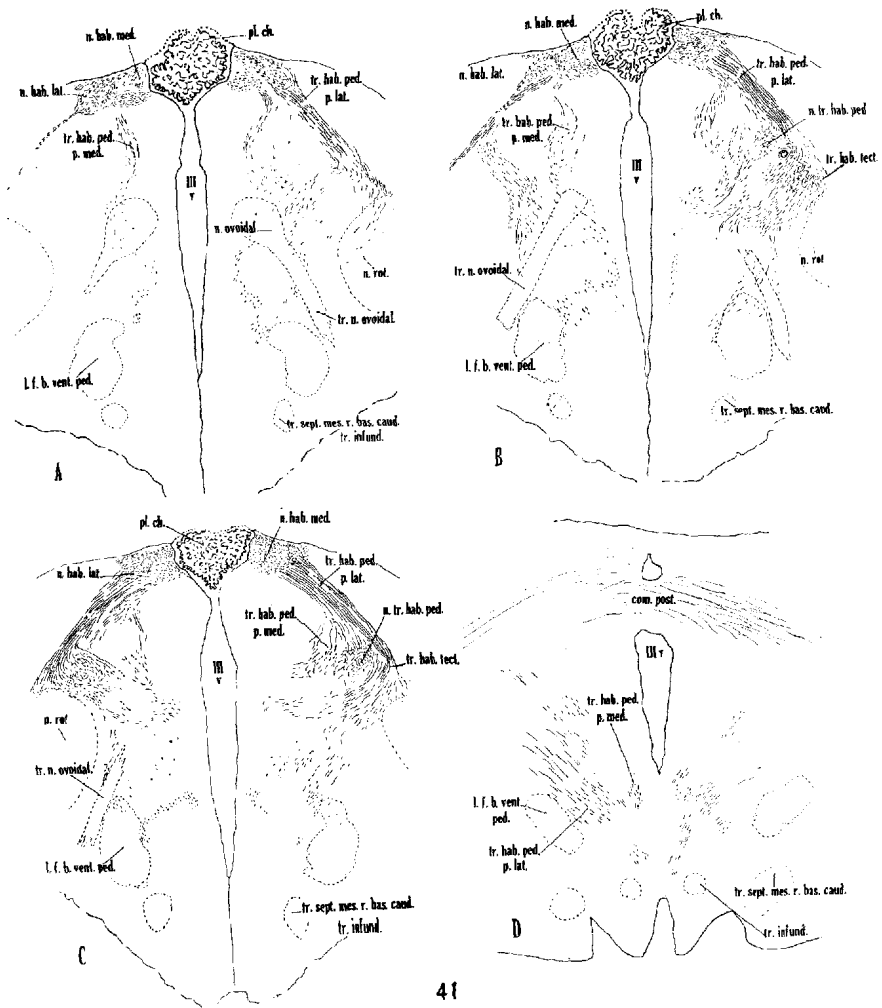 n. hab. med.
pl. ch.
n. hab. lat.
tr. hab. ped.
p. lat.
tr. hab. ped.
p. med.
III
v
n. ovoidal.
n. rot.
tr. n. ovoidal.
l. f. b. vent. ped.
tr. sept. mes. r. bas. caud.
tr. infund.
A
n. hab. med.
pl. ch.
n. hab. lat.
tr. hab. ped.
p. lat.
tr. hab. ped.
p. med.
n. tr. hab. ped
tr. hab. tect.
III
v
n. rot
tr. n. ovoidal.
l. f. b. vent. ped.
tr. sept. mes. r. bas. caud.
B
pl. ch.
n. hab. med.
n. hab. lat.
tr. hab. ped.
p. lat.
tr. hab. ped.
p. med.
n. tr. hab. ped.
tr. hab. tect.
III
v
n. rot
tr. n. ovoidal.
l. f. b. vent. ped.
tr. sept. mes. r. bas. caud.
tr. infund.
C
com. post.
III v
tr. hab. ped.
p. med.
l. f. b. vent.
ped.
tr. hab. ped.
p. lat.
tr. sept. mes. r. bas. caud.
tr. infund.
D
41